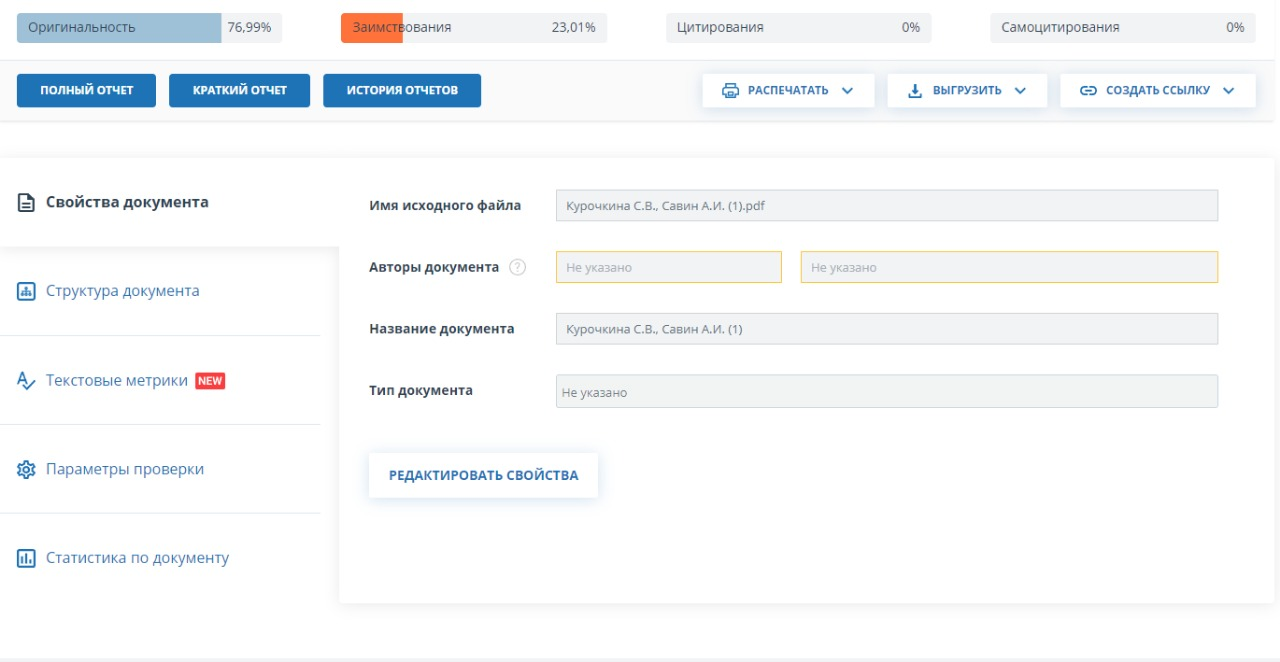 Оригинальность 76,99% Заимствования 23,01% Цитирования 0% Самоцитирования 0%
ПОЛНЫЙ ОТЧЕТ КРАТКИЙ ОТЧЕТ ИСТОРИЯ ОТЧЕТОВ РАСПЕЧАТАТЬ ВЫГРУЗИТЬ СОЗДАТЬ ССЫЛКУ
Свойства документа
Структура документа
Текстовые метрики NEW
Параметры проверки
Статистика по документу
Имя исходного файла Курочкина С.В., Савин А.И. (1).pdf
Авторы документа ? Не указано Не указано
Название документа Курочкина С.В., Савин А.И. (1)
Тип документа Не указано
РЕДАКТИРОВАТЬ СВОЙСТВА